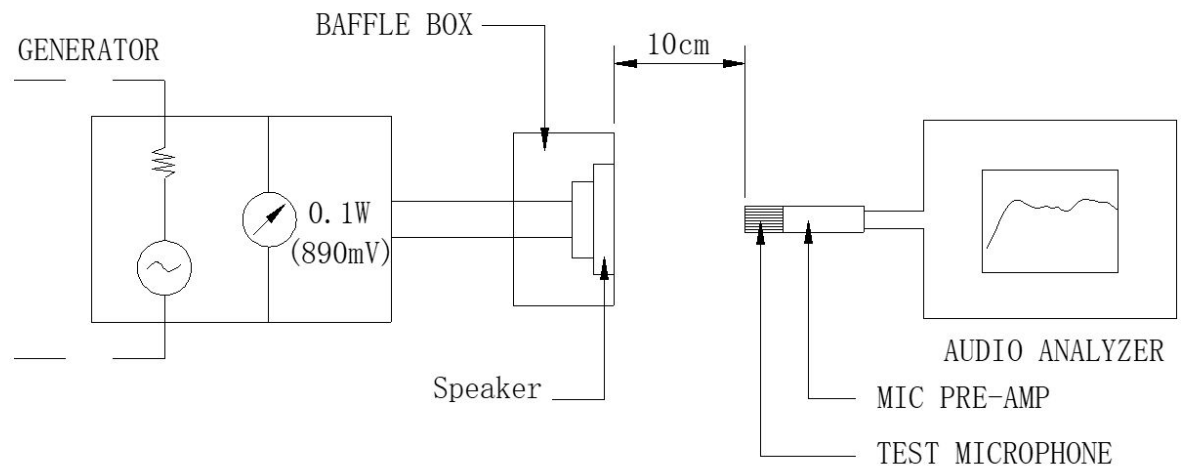 BAFFLE BOX
GENERATOR
10cm
0.1W
(890mV)
AUDIO ANALYZER
Speaker
MIC PRE-AMP
TEST MICROPHONE